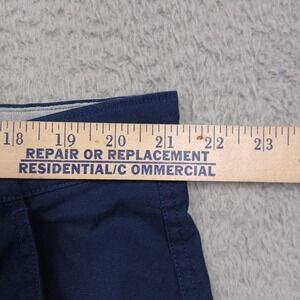 18 19 20 21 22 23
REPAIR OR REPLACEMENT
RESIDENTIAL/C OMMERCIAL